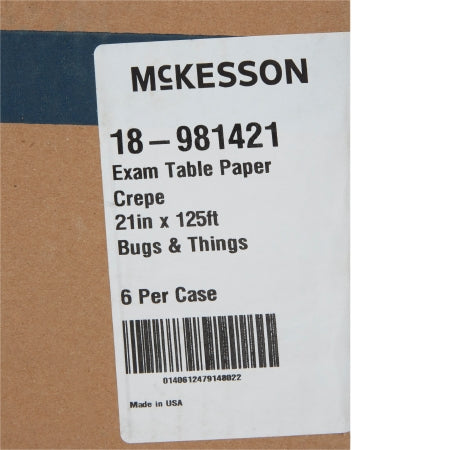 McKESSON
18-981421
Exam Table Paper
Crepe
21in x 125ft
Bugs & Things
6 Per Case
0140612479148022
Made in USA